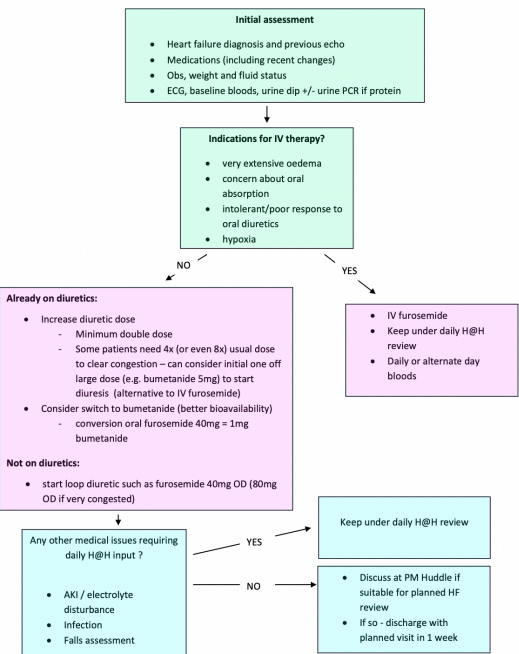 Initial assessment
• Heart failure diagnosis and previous echo
• Medications (including recent changes)
• Obs, weight and fluid status
• ECG, baseline bloods, urine dip +/- urine PCR if protein
Indications for IV therapy?
• very extensive oedema
• concern about oral
absorption
• intolerant/poor response to
oral diuretics
• hypoxia
NO
YES
Already on diuretics:
• Increase diuretic dose
- Minimum double dose
- Some patients need 4x (or even 8x) usual dose
to clear congestion – can consider initial one off
large dose (e.g. bumetanide 5mg) to start
diuresis (alternative to IV furosemide)
• Consider switch to bumetanide (better bioavailability)
- conversion oral furosemide 40mg = 1mg
bumetanide
Not on diuretics:
• start loop diuretic such as furosemide 40mg OD (80mg
OD if very congested)
• IV furosemide
• Keep under daily H@H
review
• Daily or alternate day
bloods
Any other medical issues requiring
daily H@H input ?
• AKI / electrolyte
disturbance
• Infection
• Falls assessment
YES
Keep under daily H@H review
NO
• Discuss at PM Huddle if
suitable for planned HF
review
• If so - discharge with
planned visit in 1 week